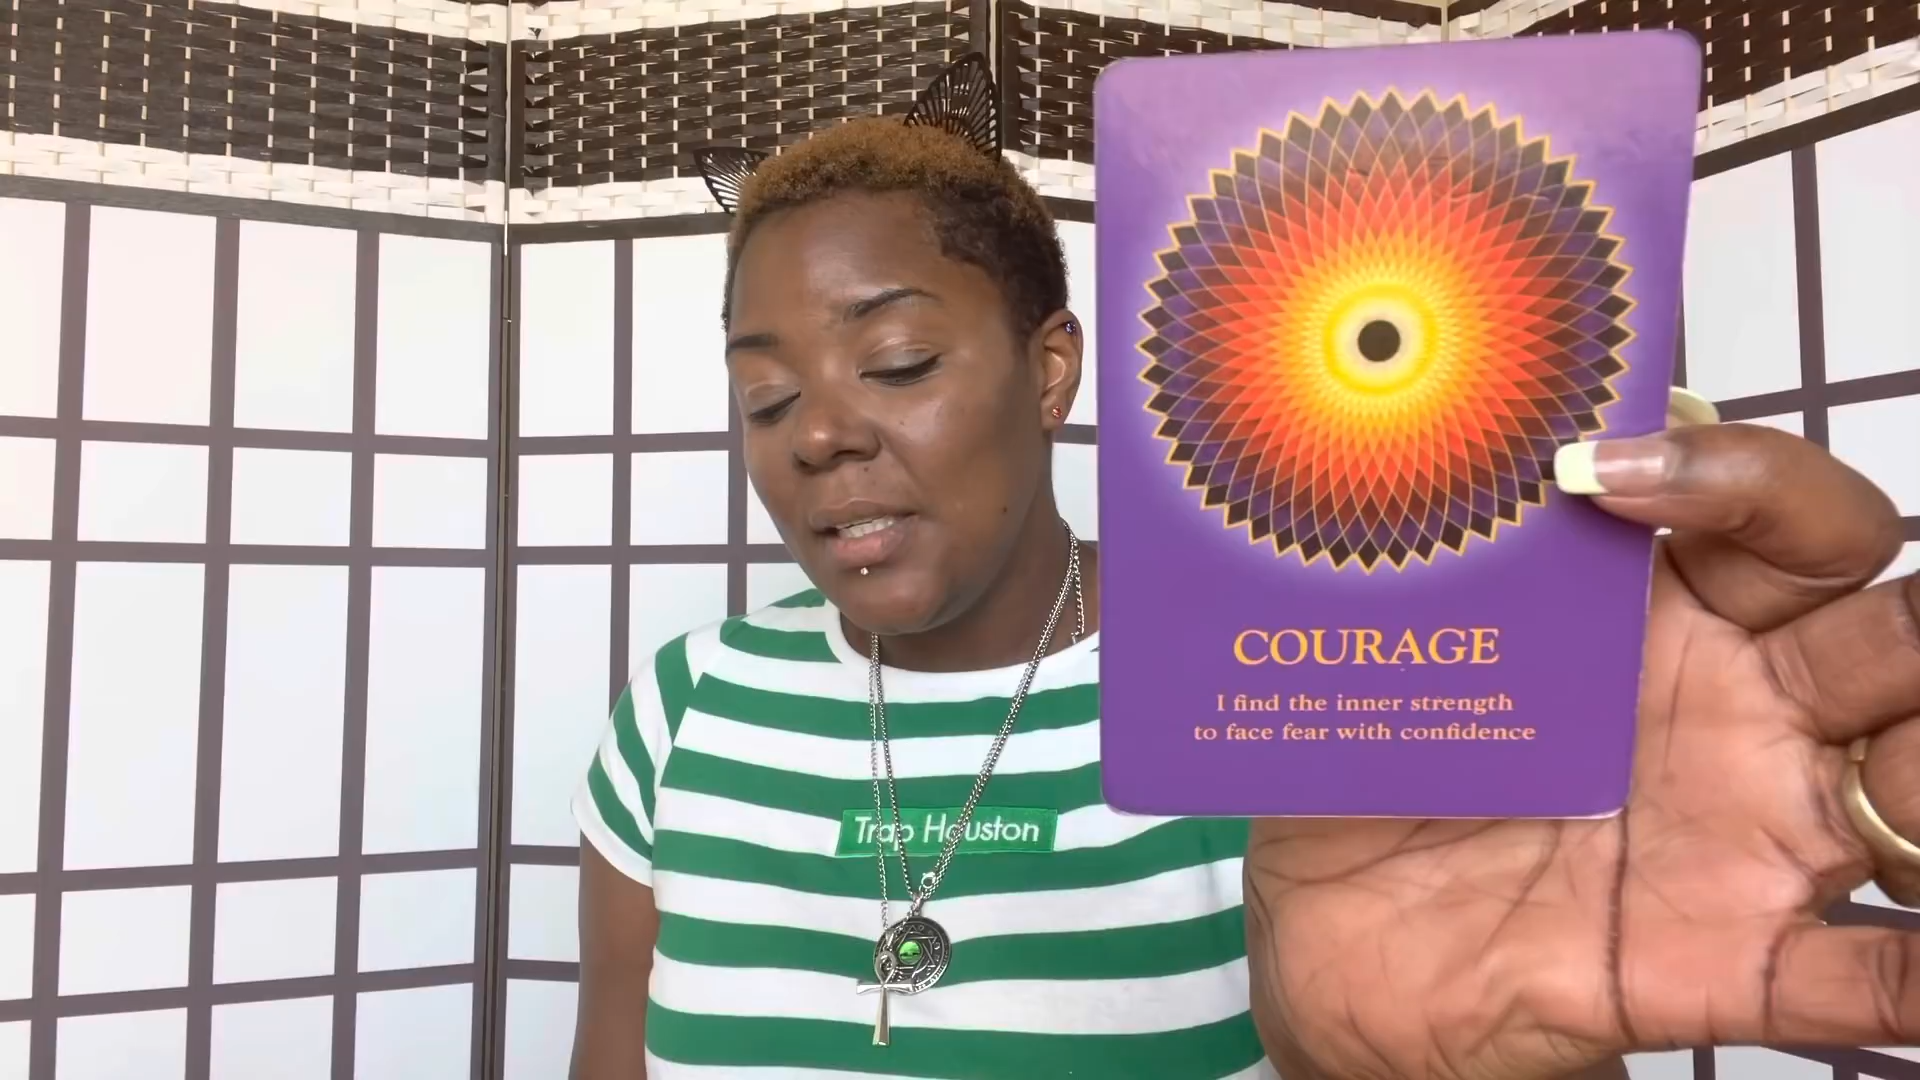 COURAGE
I find the inner strength
to face fear with confidence
Trap Houston